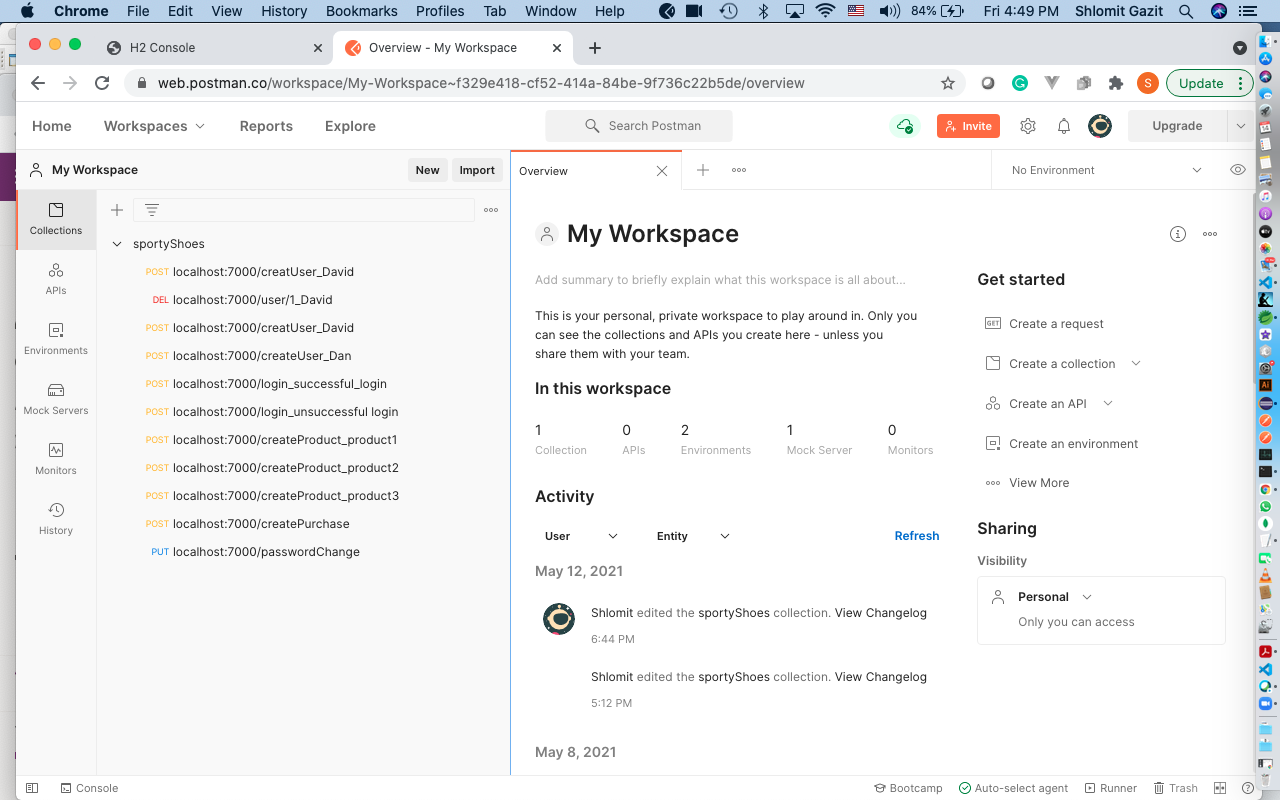 Chrome File Edit View History Bookmarks Profiles Tab Window Help 84% Fri 4:49 PM Shlomit Gazit
H2 Console
Overview - My Workspace
web.postman.co/workspace/My-Workspace~f329e418-cf52-414a-84be-9f736c22b5de/overview
S
Update
Home Workspaces Reports Explore
Search Postman
Invite
Upgrade
My Workspace
New
Import
Overview
No Environment
Collections
APIs
Environments
Mock Servers
Monitors
History
sportyShoes
POST localhost:7000/creatUser_David
DEL localhost:7000/user/1_David
POST localhost:7000/creatUser_David
POST localhost:7000/createUser_Dan
POST localhost:7000/login_successful_login
POST localhost:7000/login_unsuccessful login
POST localhost:7000/createProduct_product1
POST localhost:7000/createProduct_product2
POST localhost:7000/createProduct_product3
POST localhost:7000/createPurchase
PUT localhost:7000/passwordChange
My Workspace
Add summary to briefly explain what this workspace is all about...
This is your personal, private workspace to play around in. Only you
can see the collections and APIs you create here - unless you
share them with your team.
In this workspace
1 0 2 1 0
Collection APIs Environments Mock Server Monitors
Activity
User Entity Refresh
May 12, 2021
Shlomit edited the sportyShoes collection. View Changelog
6:44 PM
Shlomit edited the sportyShoes collection. View Changelog
5:12 PM
May 8, 2021
Get started
GET Create a request
Create a collection
Create an API
Create an environment
View More
Sharing
Visibility
Personal
Only you can access
Console
Bootcamp Auto-select agent Runner Trash